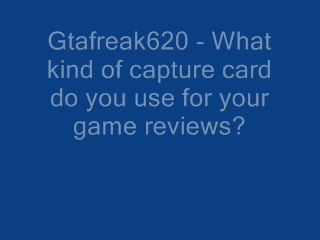 Gtafreak620 - What
kind of capture card
do you use for your
game reviews?